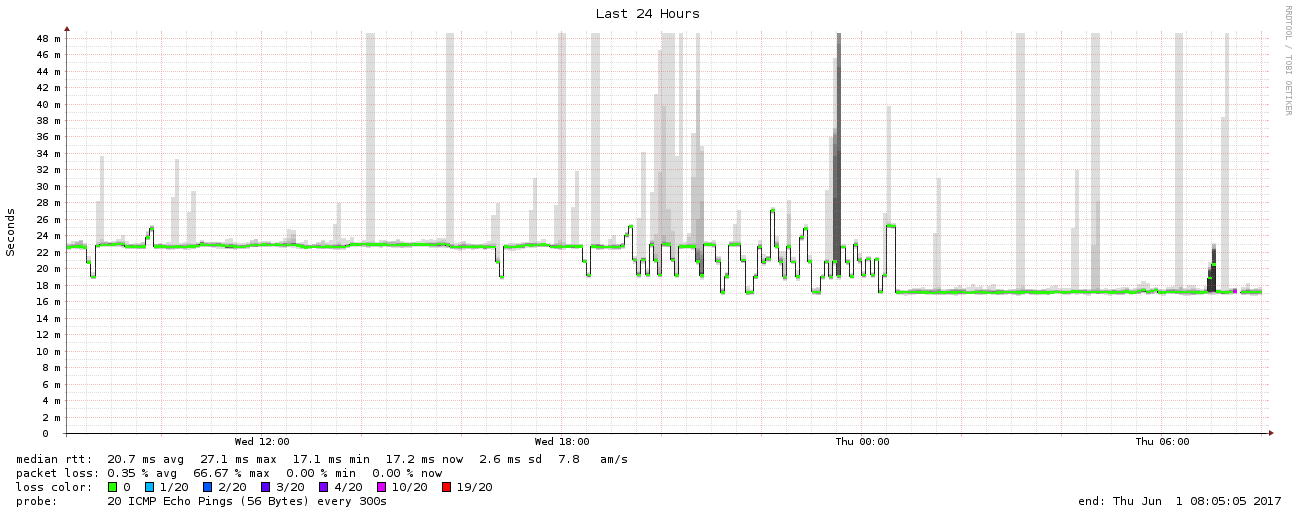 Last 24 Hours
RRDTOOL / TOBI OETIKER
Seconds
48 m
46 m
44 m
42 m
40 m
38 m
36 m
34 m
32 m
30 m
28 m
26 m
24 m
22 m
20 m
18 m
16 m
14 m
12 m
10 m
8 m
6 m
4 m
2 m
0
Wed 12:00 Wed 18:00 Thu 00:00 Thu 06:00
median rtt: 20.7 ms avg 27.1 ms max 17.1 ms min 17.2 ms now 2.6 ms sd 7.8 am/s
packet loss: 0.35 % avg 66.67 % max 0.00 % min 0.00 % now
loss color: 0 1/20 2/20 3/20 4/20 10/20 19/20
probe: 20 ICMP Echo Pings (56 Bytes) every 300s end: Thu Jun 1 08:05:05 2017